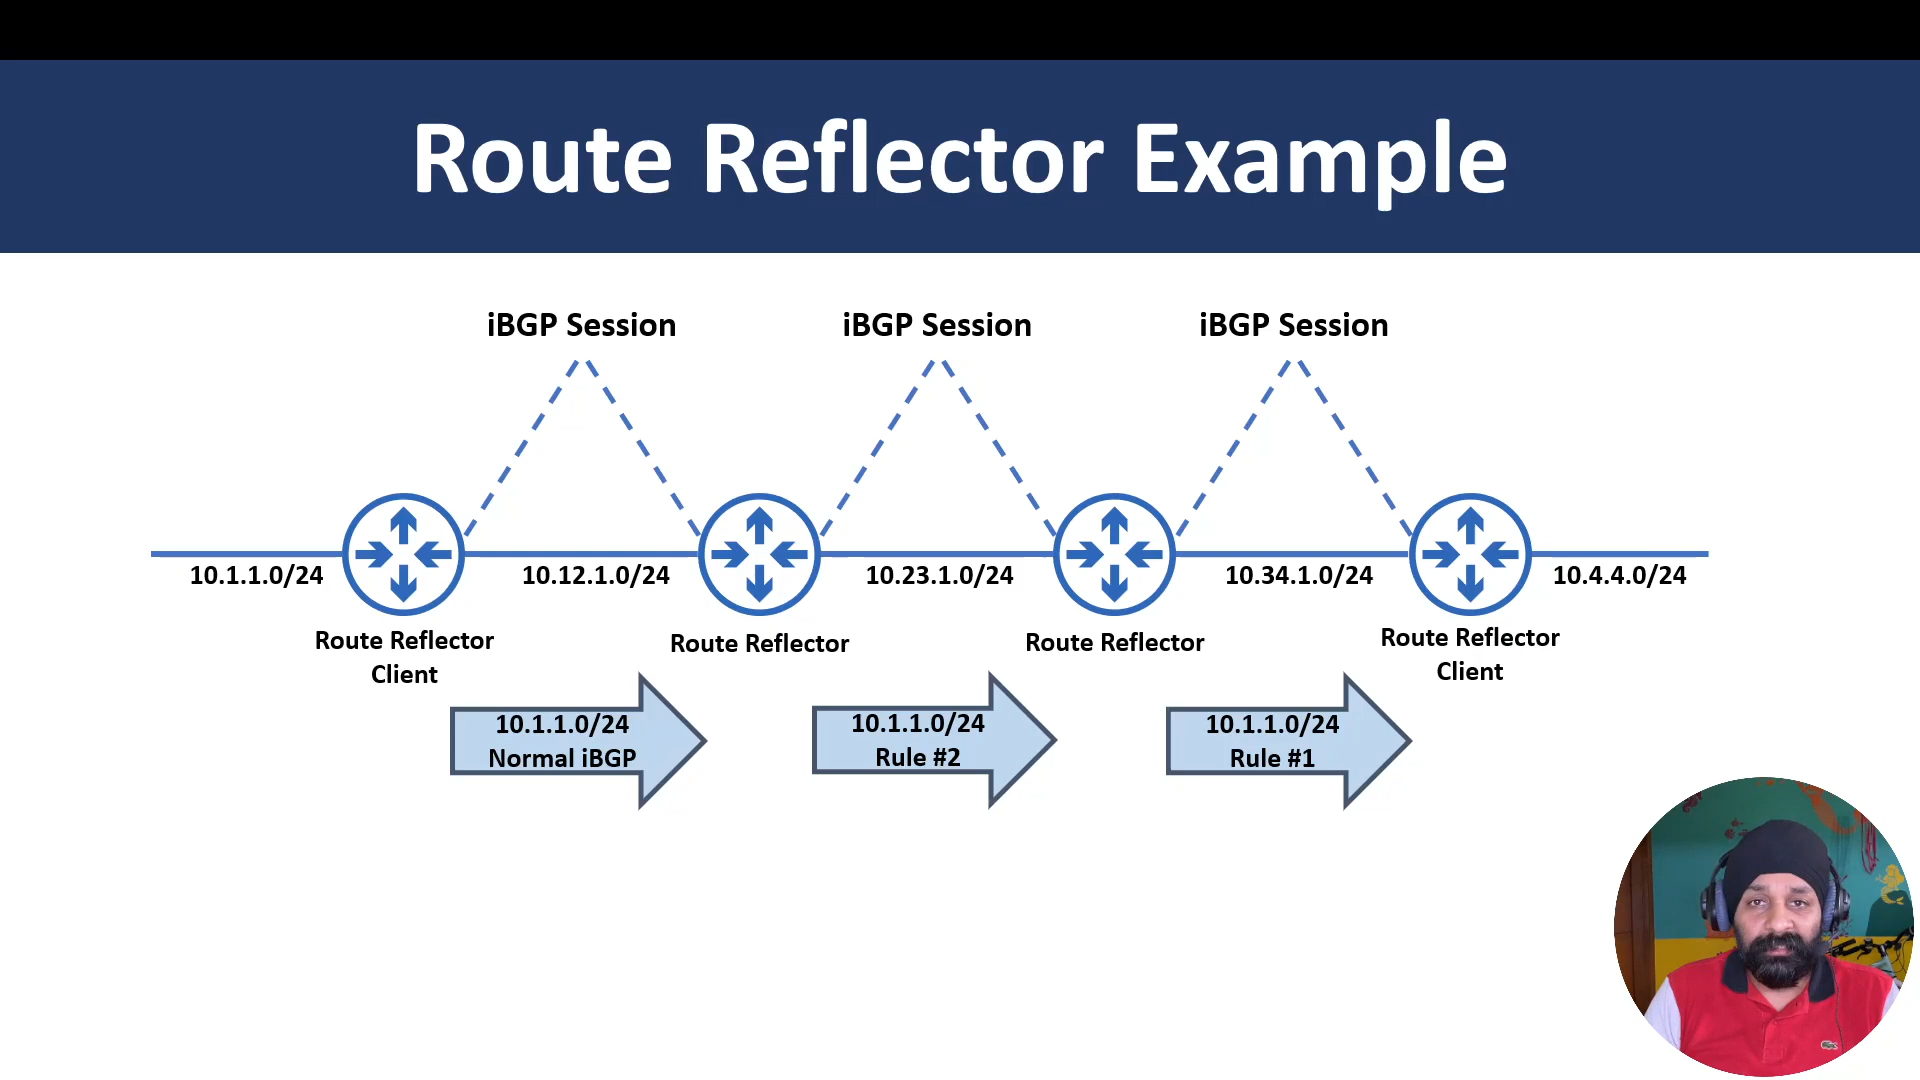 Route Reflector Example
iBGP Session
iBGP Session
iBGP Session
10.1.1.0/24
10.12.1.0/24
10.23.1.0/24
10.34.1.0/24
10.4.4.0/24
Route Reflector
Client
Route Reflector
Route Reflector
Route Reflector
Client
10.1.1.0/24
Normal iBGP
10.1.1.0/24
Rule #2
10.1.1.0/24
Rule #1